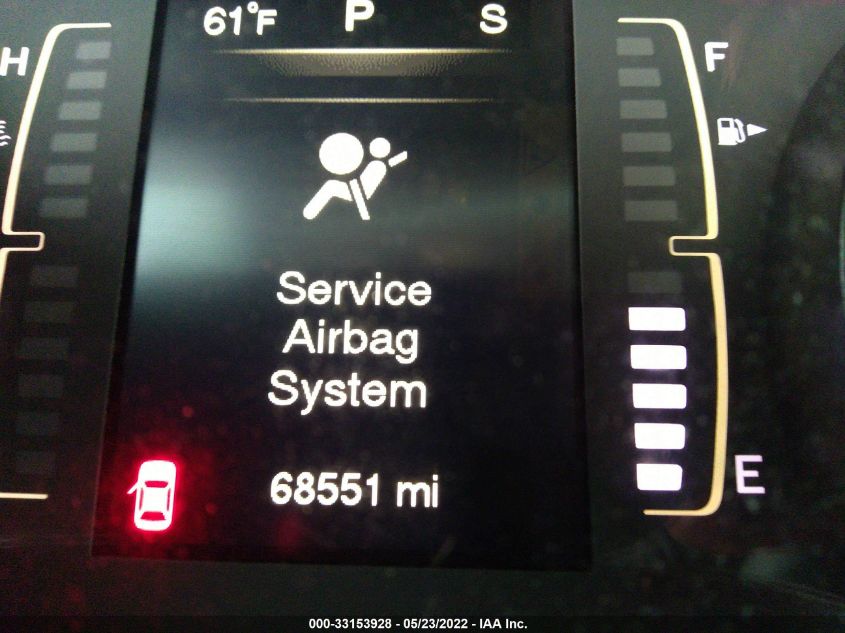 61°F P S
H
F
Service
Airbag
System
E
68551 mi
000-33153928 - 05/23/2022 - IAA Inc.